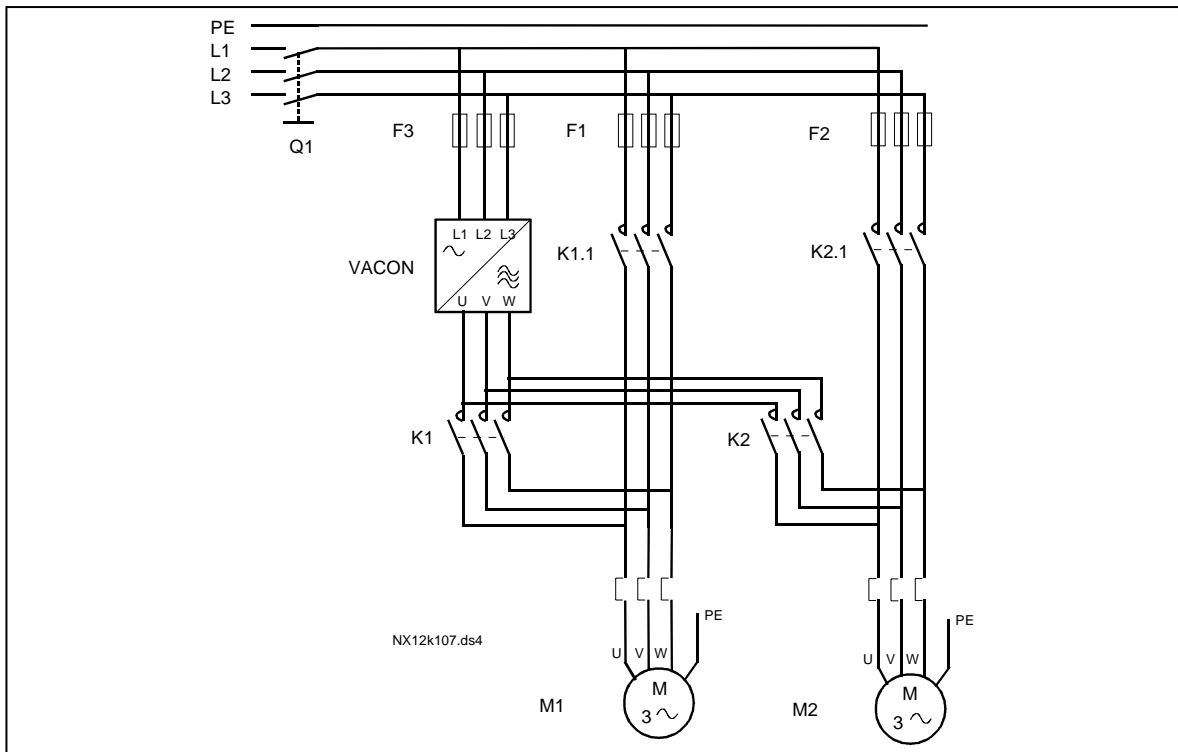 PE
L1
L2
L3
Q1
F3
F1
F2
L1 L2 L3
VACON
U V W
K1.1
K2.1
K1
K2
NX12k107.ds4
PE
PE
U V W
U V W
M1
M
3
M2
M
3